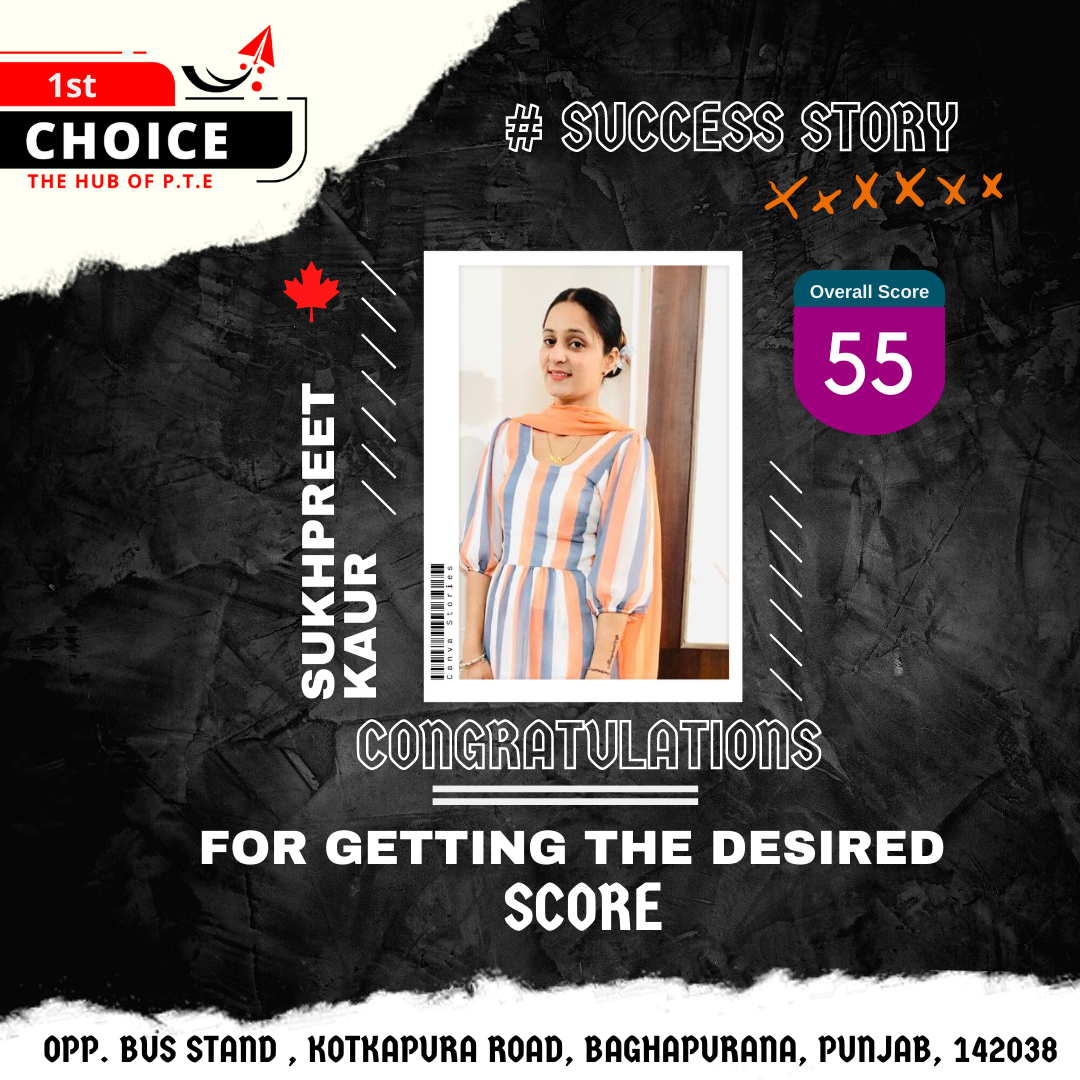 1st
CHOICE
THE HUB OF P.T.E
# SUCCESS STORY
Overall Score
55
SUKHPREET
KAUR
Canva Stories
CONGRATULATIONS
FOR GETTING THE DESIRED
SCORE
OPP. BUS STAND , KOTKAPURA ROAD, BAGHAPURANA, PUNJAB, 142038